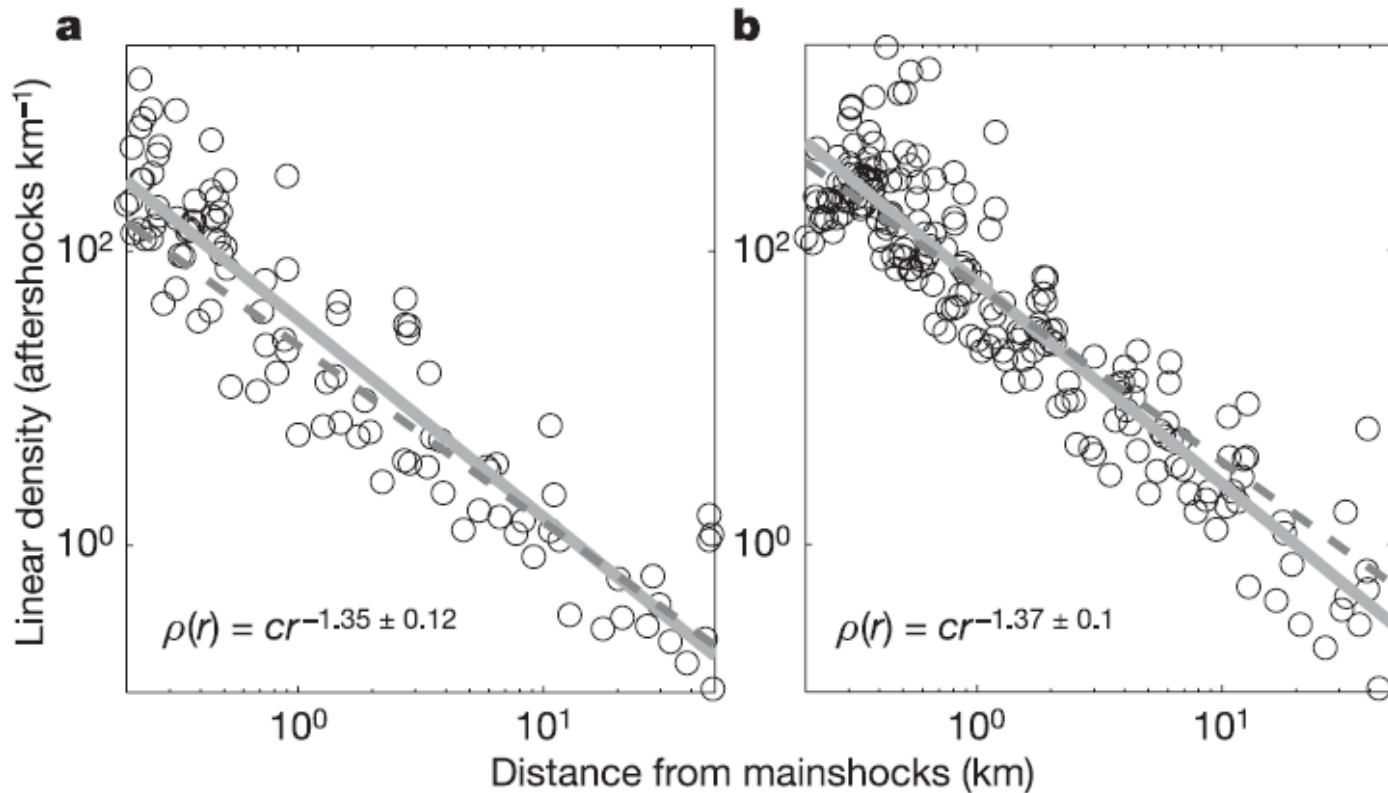 a
b
Linear density (aftershocks km⁻¹)
10²
10⁰
10²
10⁰
ρ(r) = cr⁻¹·³⁵ ± ⁰·¹²
ρ(r) = cr⁻¹·³⁷ ± ⁰·¹
10⁰
10¹
10⁰
10¹
Distance from mainshocks (km)